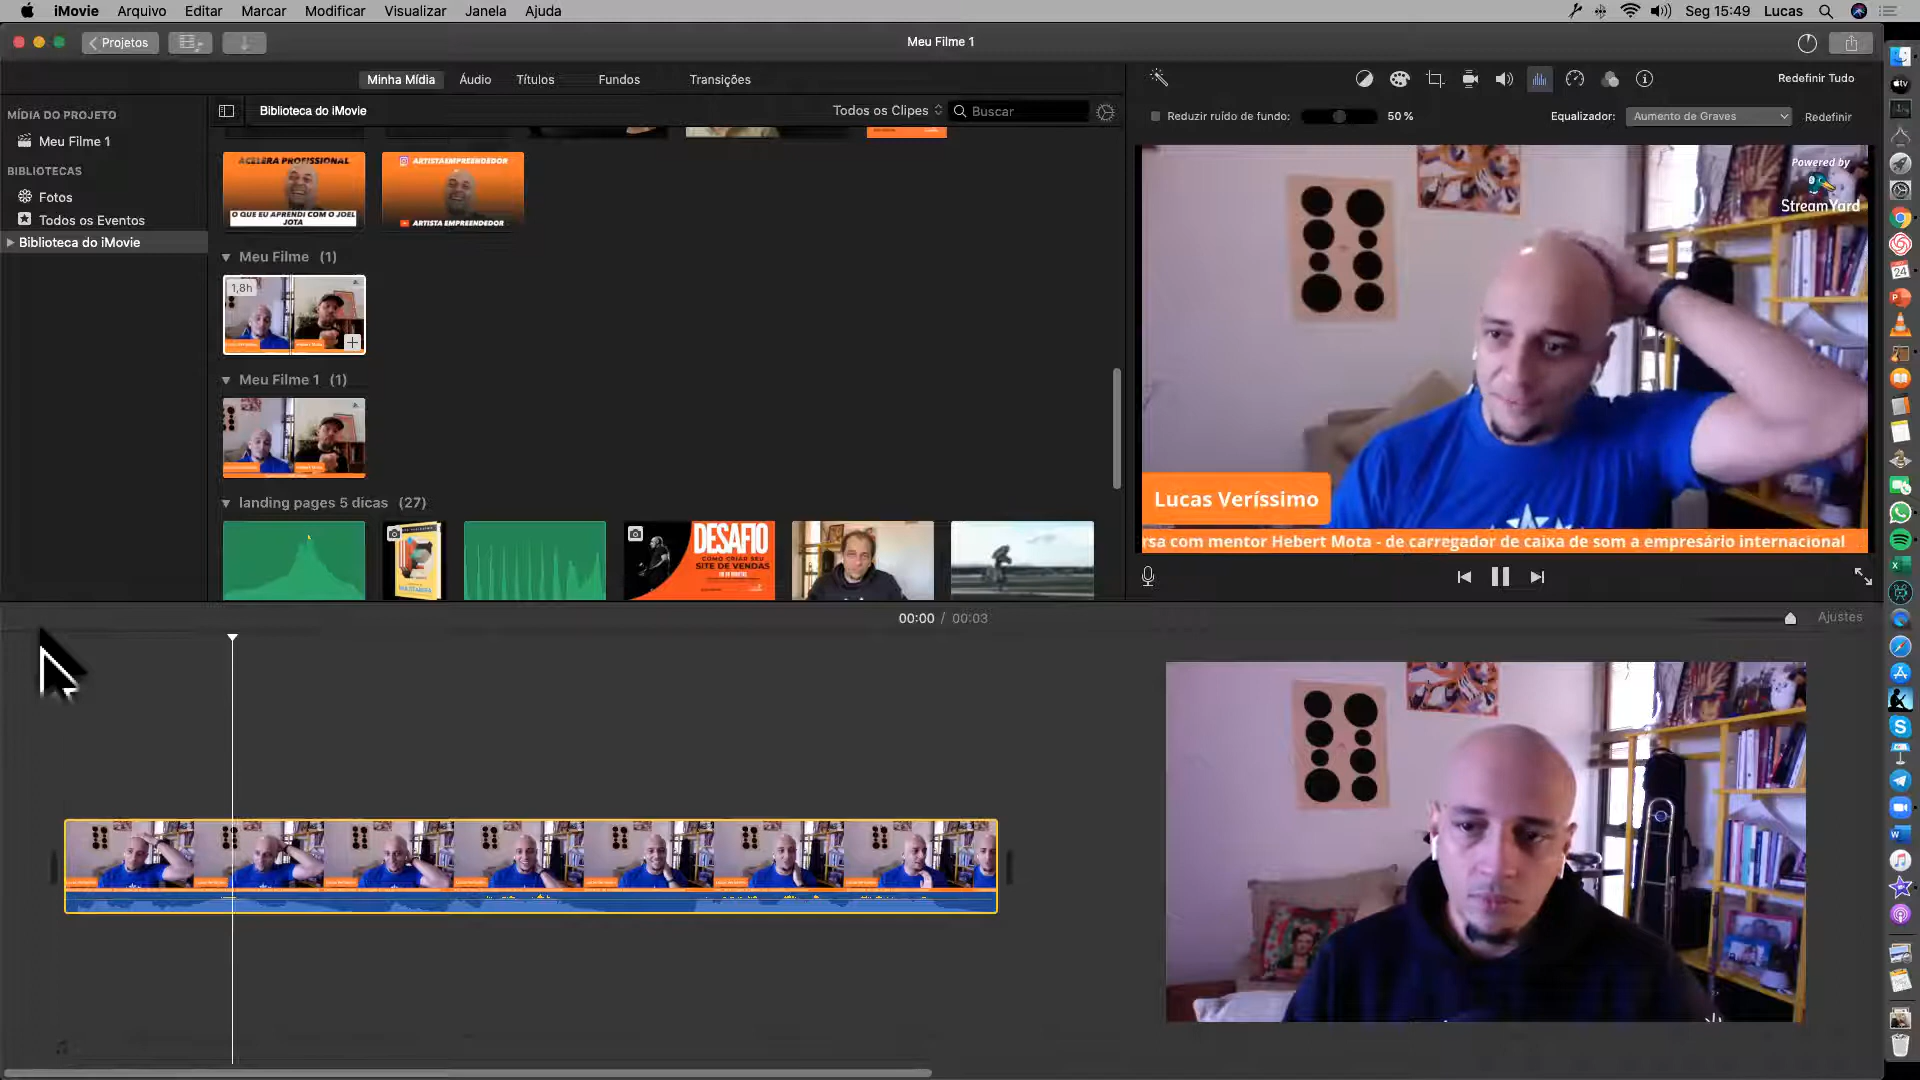 iMovie Arquivo Editar Marcar Modificar Visualizar Janela Ajuda Seg 15:49 Lucas
Projetos Meu Filme 1
Minha Mídia Áudio Títulos Fundos Transições Redefinir Tudo
MÍDIA DO PROJETO
Meu Filme 1
BIBLIOTECAS
Fotos
Todos os Eventos
Biblioteca do iMovie
Biblioteca do iMovie Todos os Clipes Buscar
Reduzir ruído de fundo: 50 % Equalizador: Aumento de Graves Redefinir
ACELERA PROFISSIONAL
O QUE EU APRENDI COM O JOEL
JOTA
ARTISTAEMPREENDEDOR
ARTISTA EMPREENDEDOR
Meu Filme (1)
1,8h
Meu Filme 1 (1)
landing pages 5 dicas (27)
DESAFIO
COMO CRIAR SEU
SITE DE VENDAS
Powered by
StreamYard
Lucas Veríssimo
rsa com mentor Hebert Mota - de carregador de caixa de som a empresário internacional
00:00 / 00:03
Ajustes
24